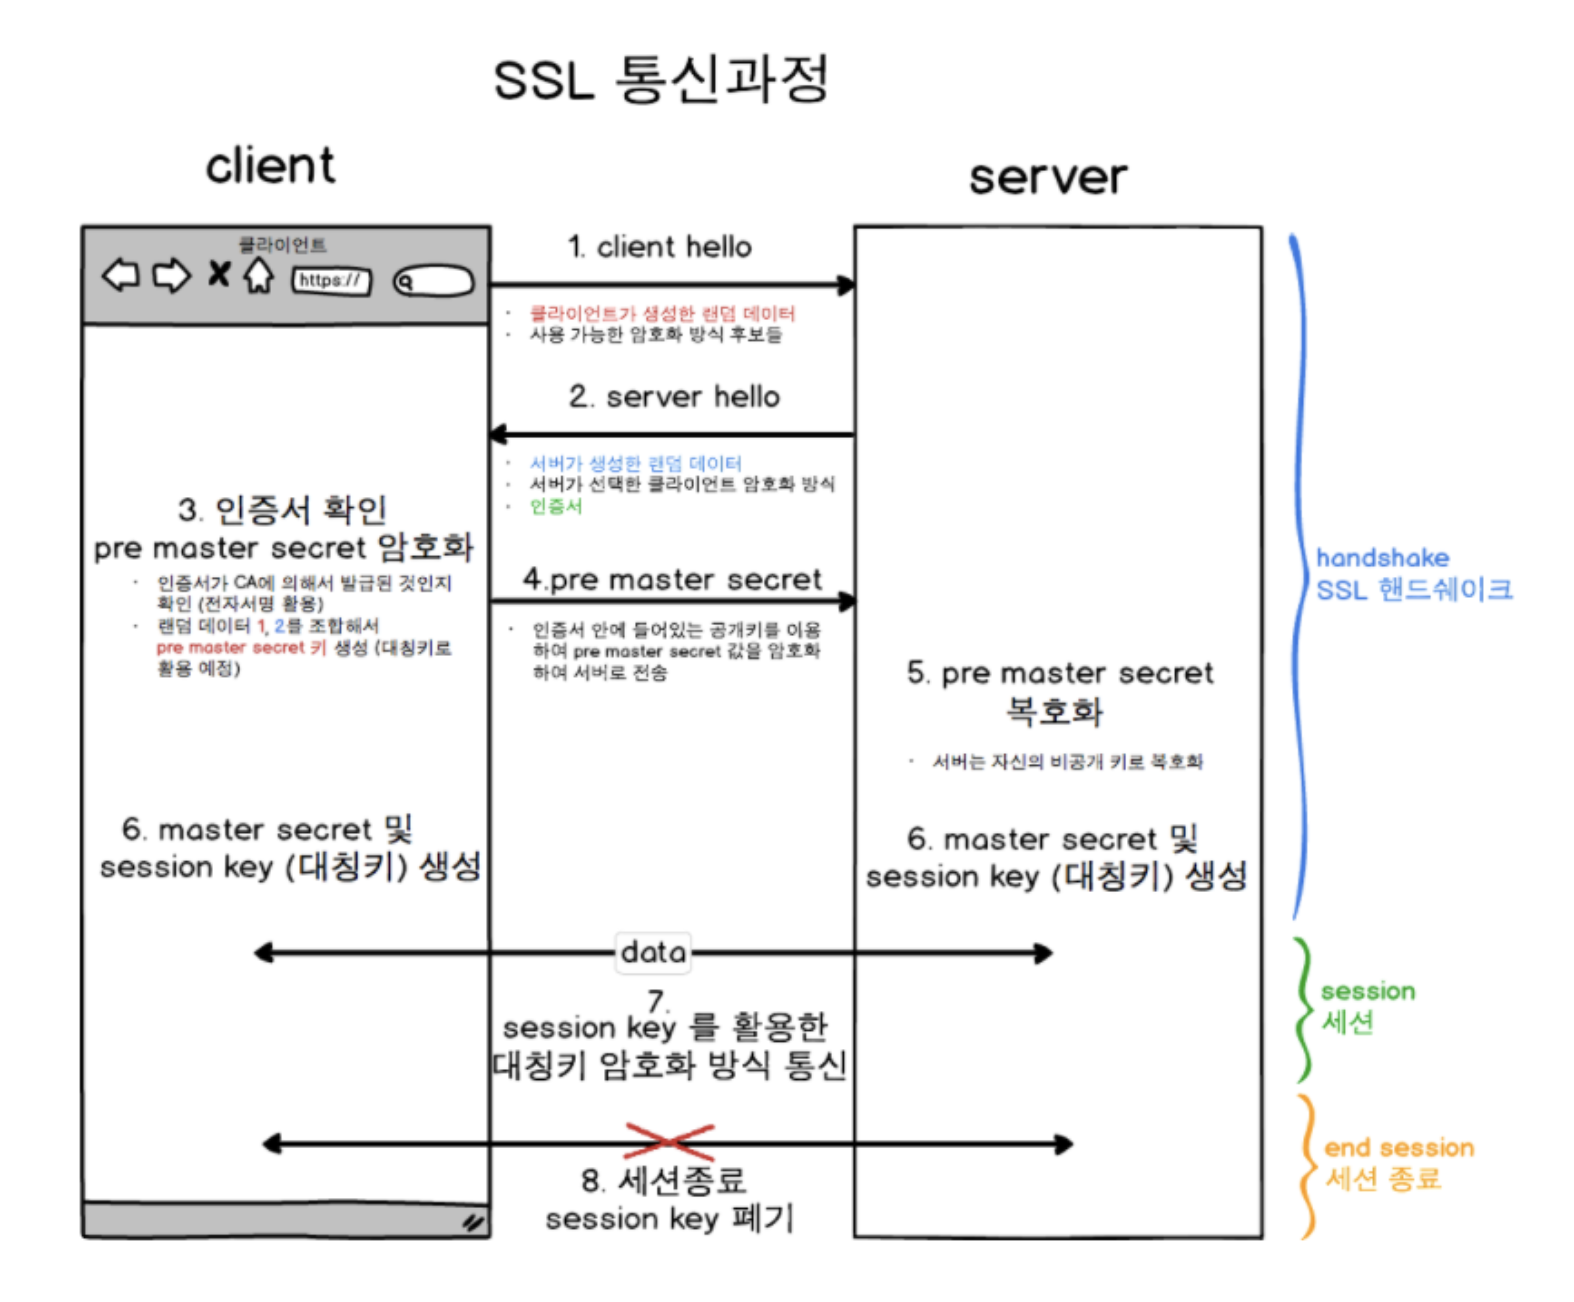 SSL 통신과정
client
server
클라이언트
https://
1. client hello
· 클라이언트가 생성한 랜덤 데이터
· 사용 가능한 암호화 방식 후보들
2. server hello
· 서버가 생성한 랜덤 데이터
· 서버가 선택한 클라이언트 암호화 방식
· 인증서
3. 인증서 확인
pre master secret 암호화
· 인증서가 CA에 의해서 발급된 것인지
확인 (전자서명 활용)
· 랜덤 데이터 1, 2를 조합해서
pre master secret 키 생성 (대칭키로
활용 예정)
4.pre master secret
· 인증서 안에 들어있는 공개키를 이용
하여 pre master secret 값을 암호화
하여 서버로 전송
5. pre master secret
복호화
· 서버는 자신의 비공개 키로 복호화
6. master secret 및
session key (대칭키) 생성
6. master secret 및
session key (대칭키) 생성
handshake
SSL 핸드쉐이크
data
7.
session key 를 활용한
대칭키 암호화 방식 통신
session
세션
8. 세션종료
session key 폐기
end session
세션 종료